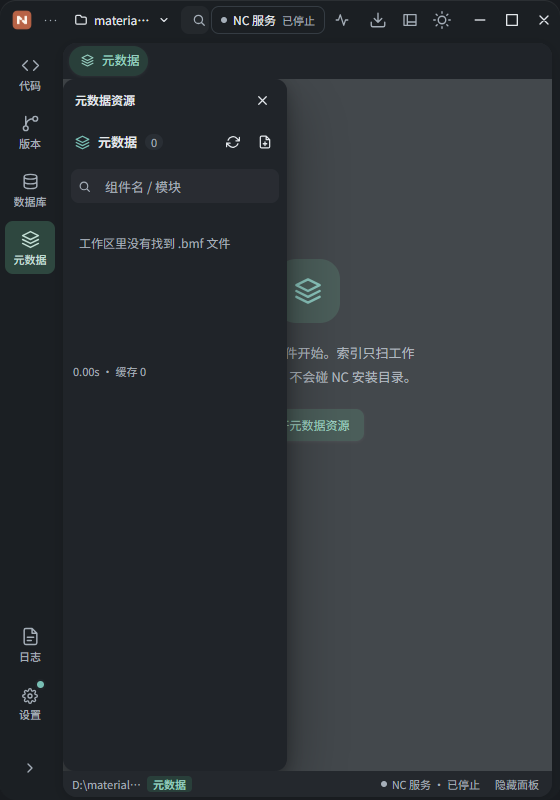 N
materia…
NC 服务 已停止
元数据
代码
版本
数据库
元数据
元数据资源
元数据 0
组件名 / 模块
工作区里没有找到 .bmf 文件
0.00s · 缓存 0
件开始。索引只扫工作
不会碰 NC 安装目录。
元数据资源
日志
设置
D:\material…
元数据
NC 服务 · 已停止
隐藏面板